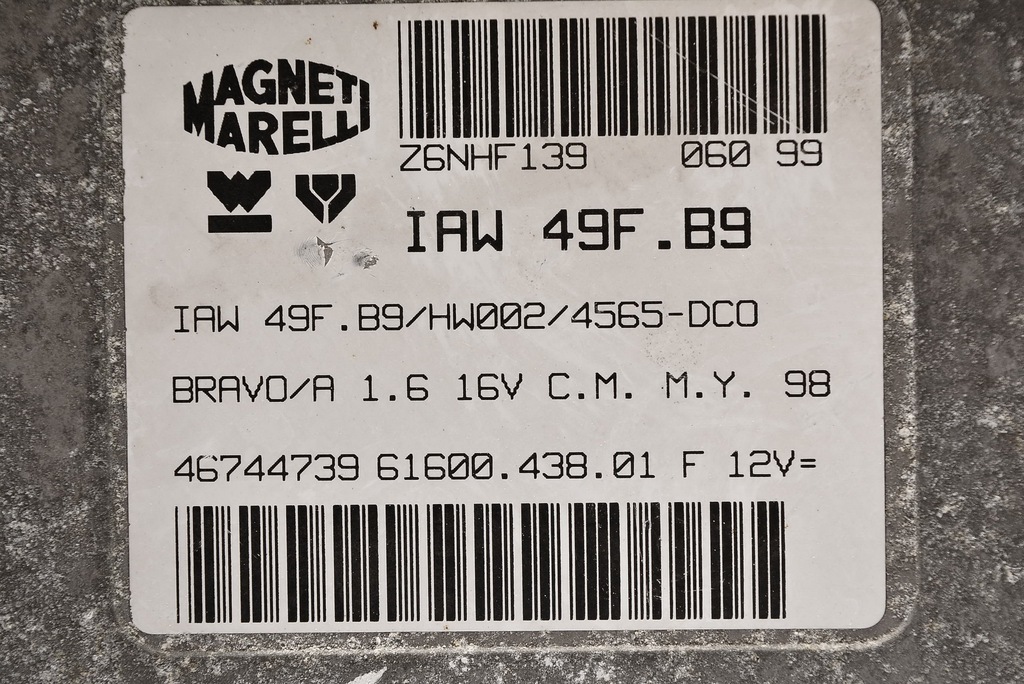 MAGNETI
MARELLI
Z6NHF139 060 99
IAW 49F.B9
IAW 49F.B9/HW002/4565-DC0
BRAVO/A 1.6 16V C.M. M.Y. 98
46744739 61600.438.01 F 12V=